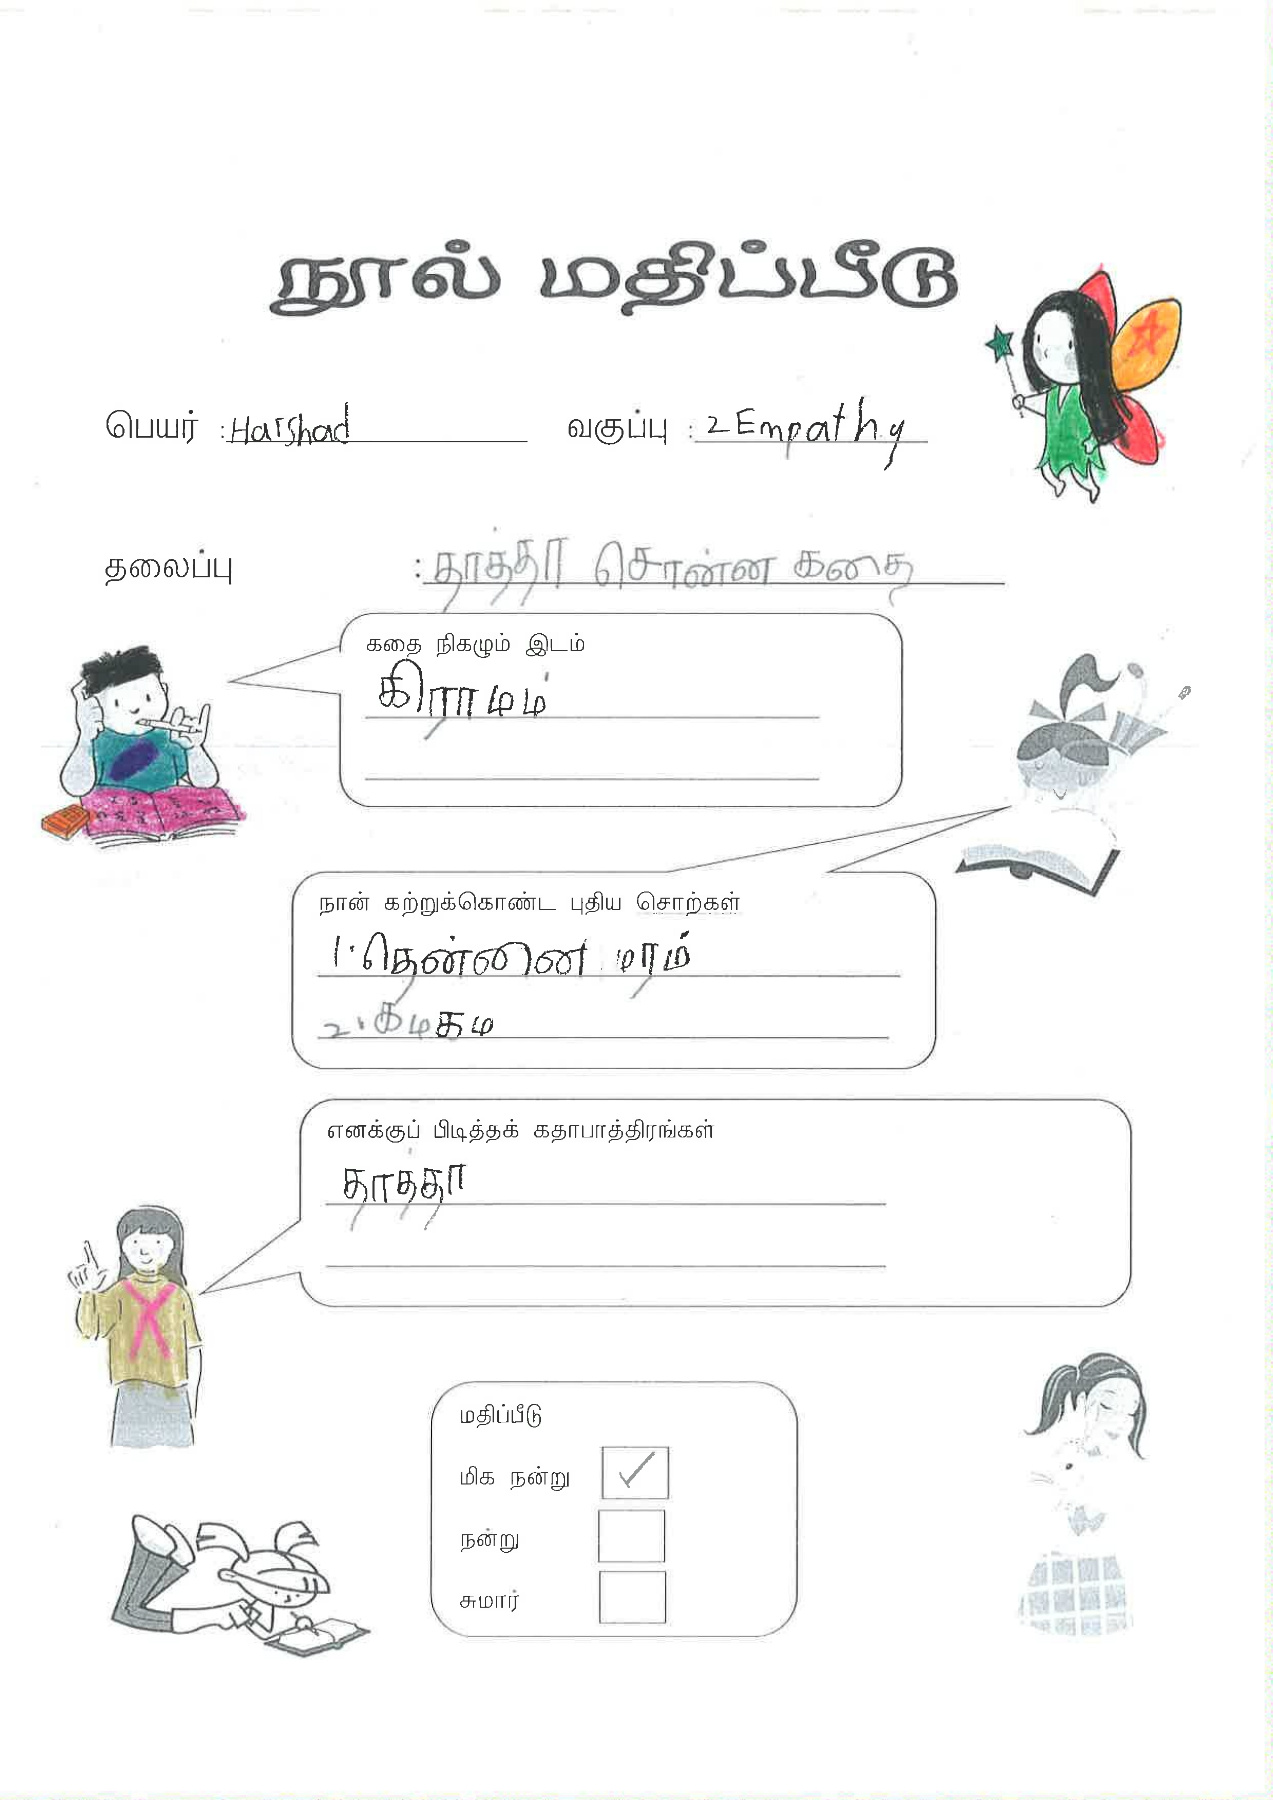 நூல் மதிப்பீடு
பெயர் :Harshad வகுப்பு : 2 Empathy
தலைப்பு :தாத்தா சொன்ன கதை
கதை நிகழும் இடம்
கிராமம்
நான் கற்றுக்கொண்ட புதிய சொற்கள்
1. தென்னை மரம்
2. கமகம
எனக்குப் பிடித்தக் கதாபாத்திரங்கள்
தாத்தா
மதிப்பீடு
மிக நன்று ✓
நன்று
சுமார்